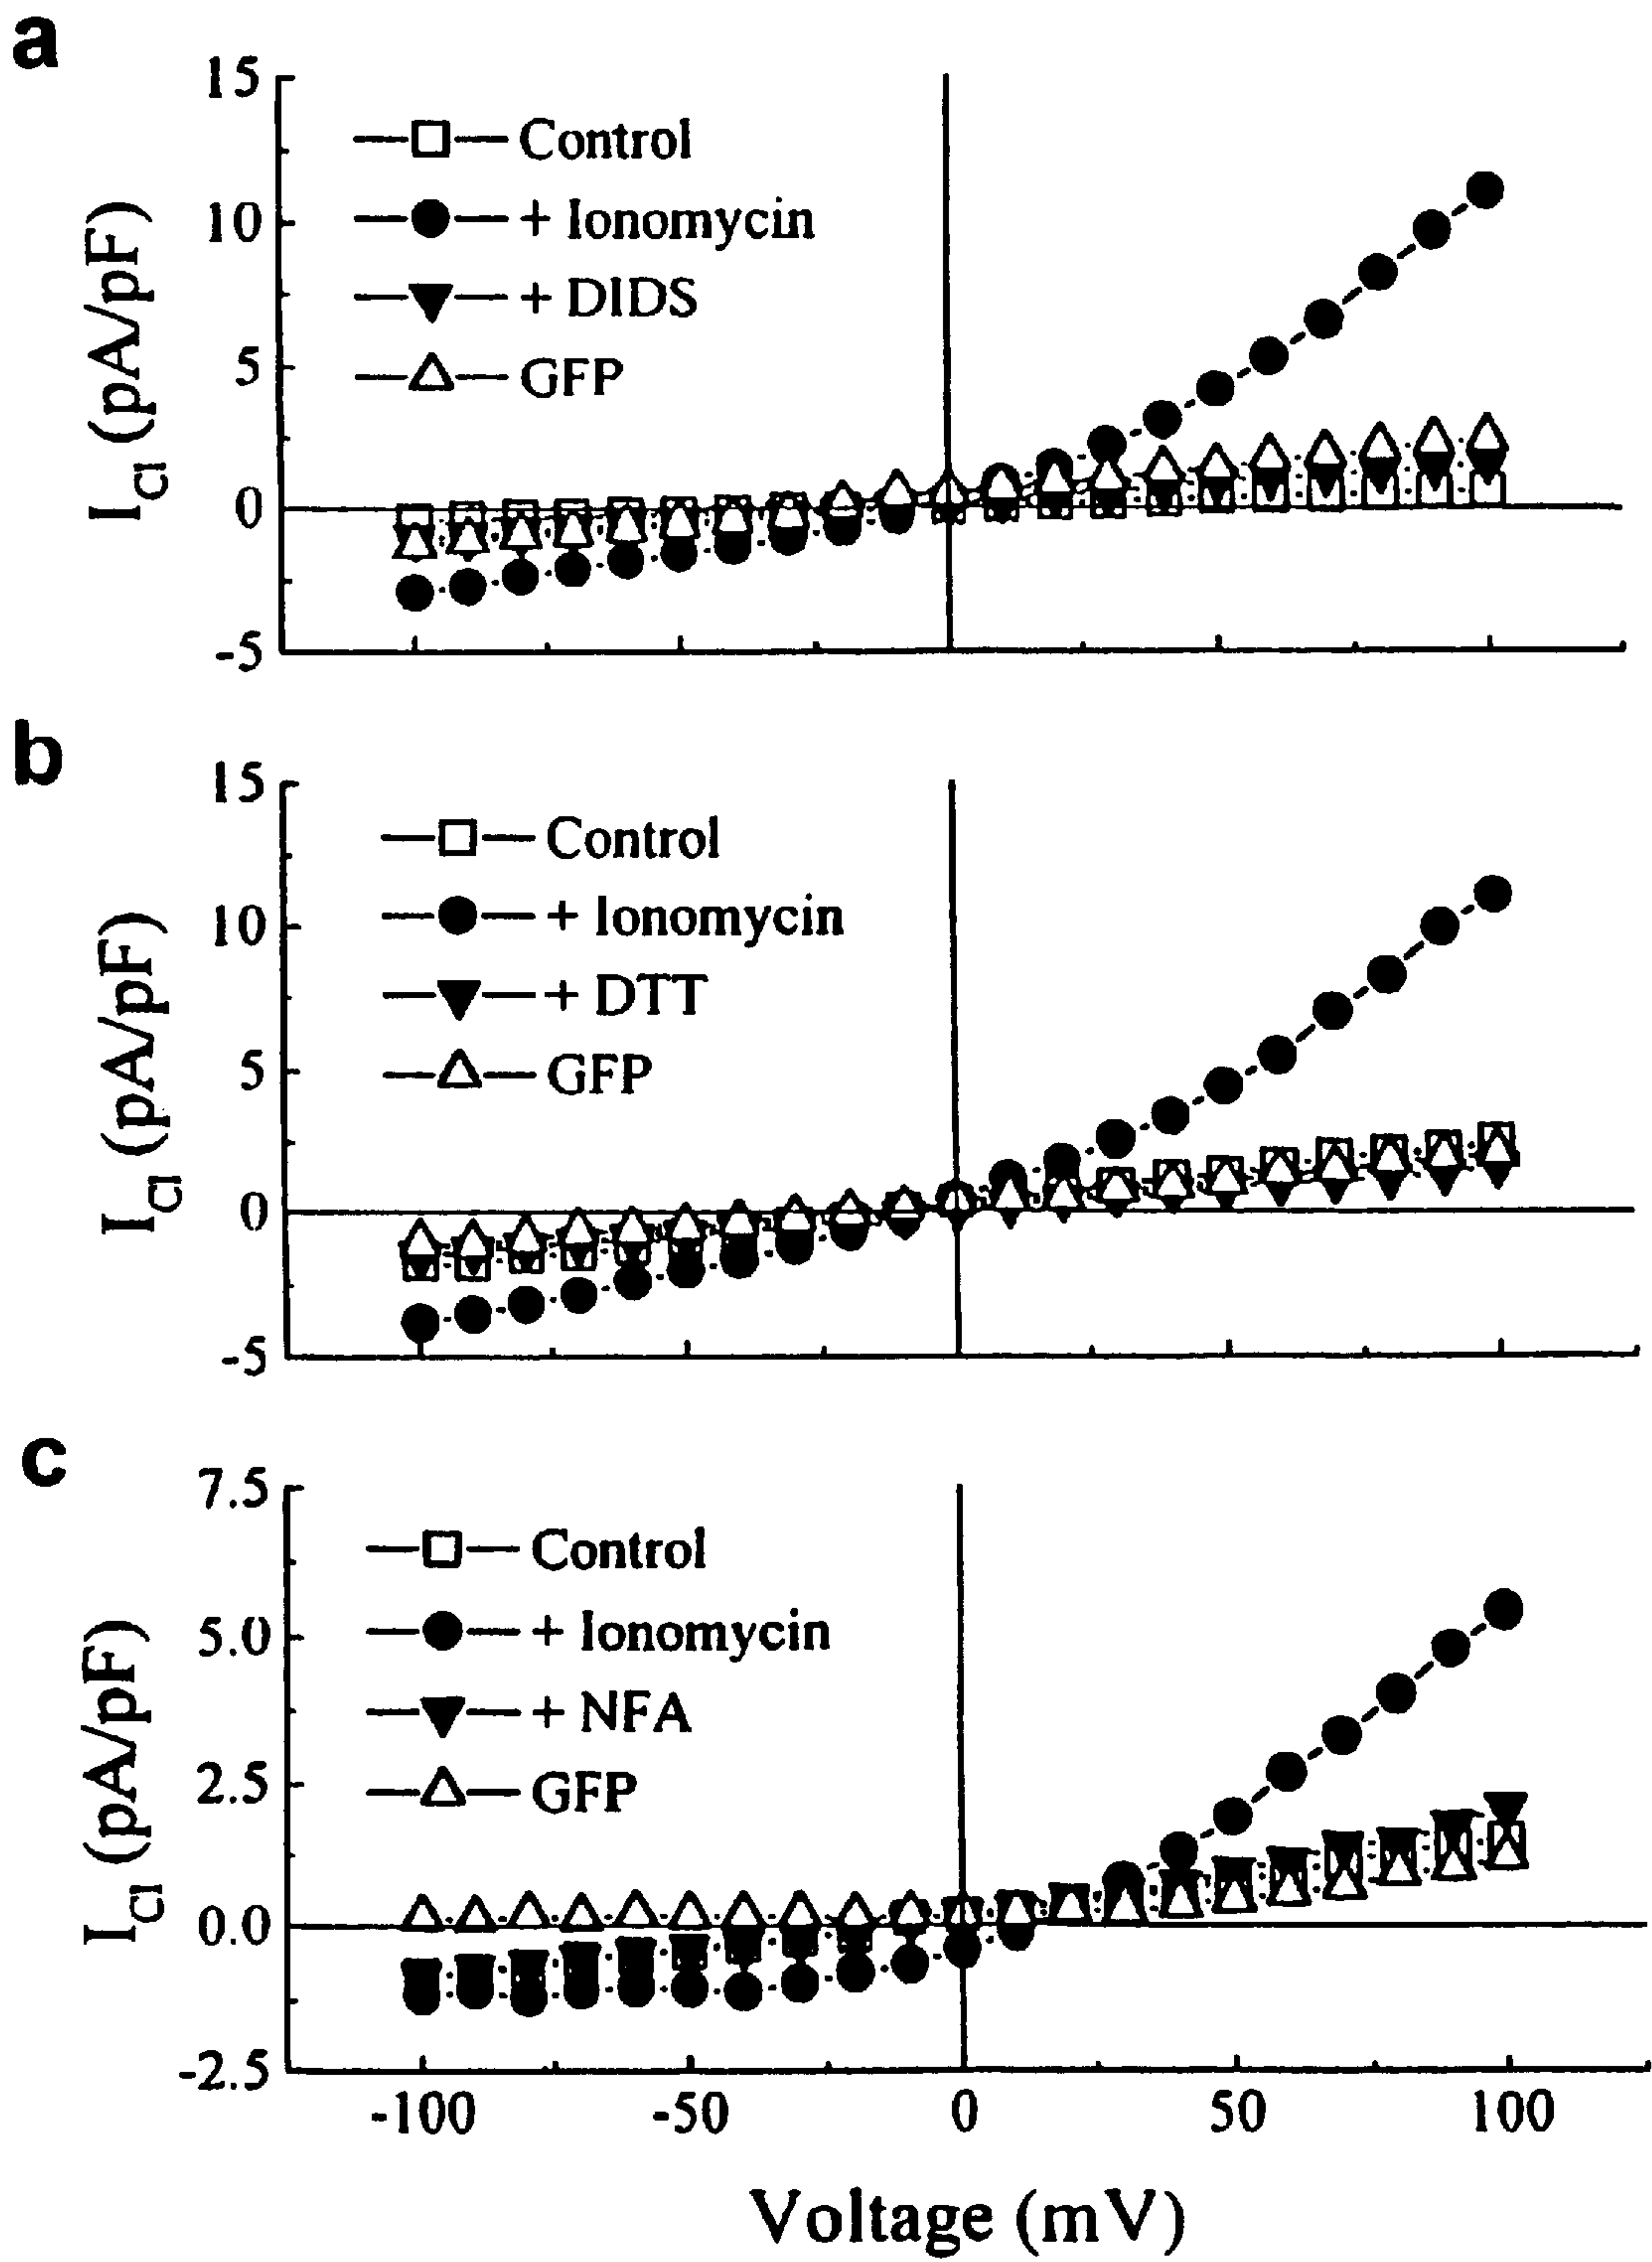 a
15
10
5
0
-5
I_Cl (pA/pF)
Control
+ Ionomycin
+ DIDS
GFP
b
15
10
5
0
-5
I_Cl (pA/pF)
Control
+ Ionomycin
+ DTT
GFP
c
7.5
5.0
2.5
0.0
-2.5
I_Cl (pA/pF)
Control
+ Ionomycin
+ NFA
GFP
-100 -50 0 50 100
Voltage (mV)